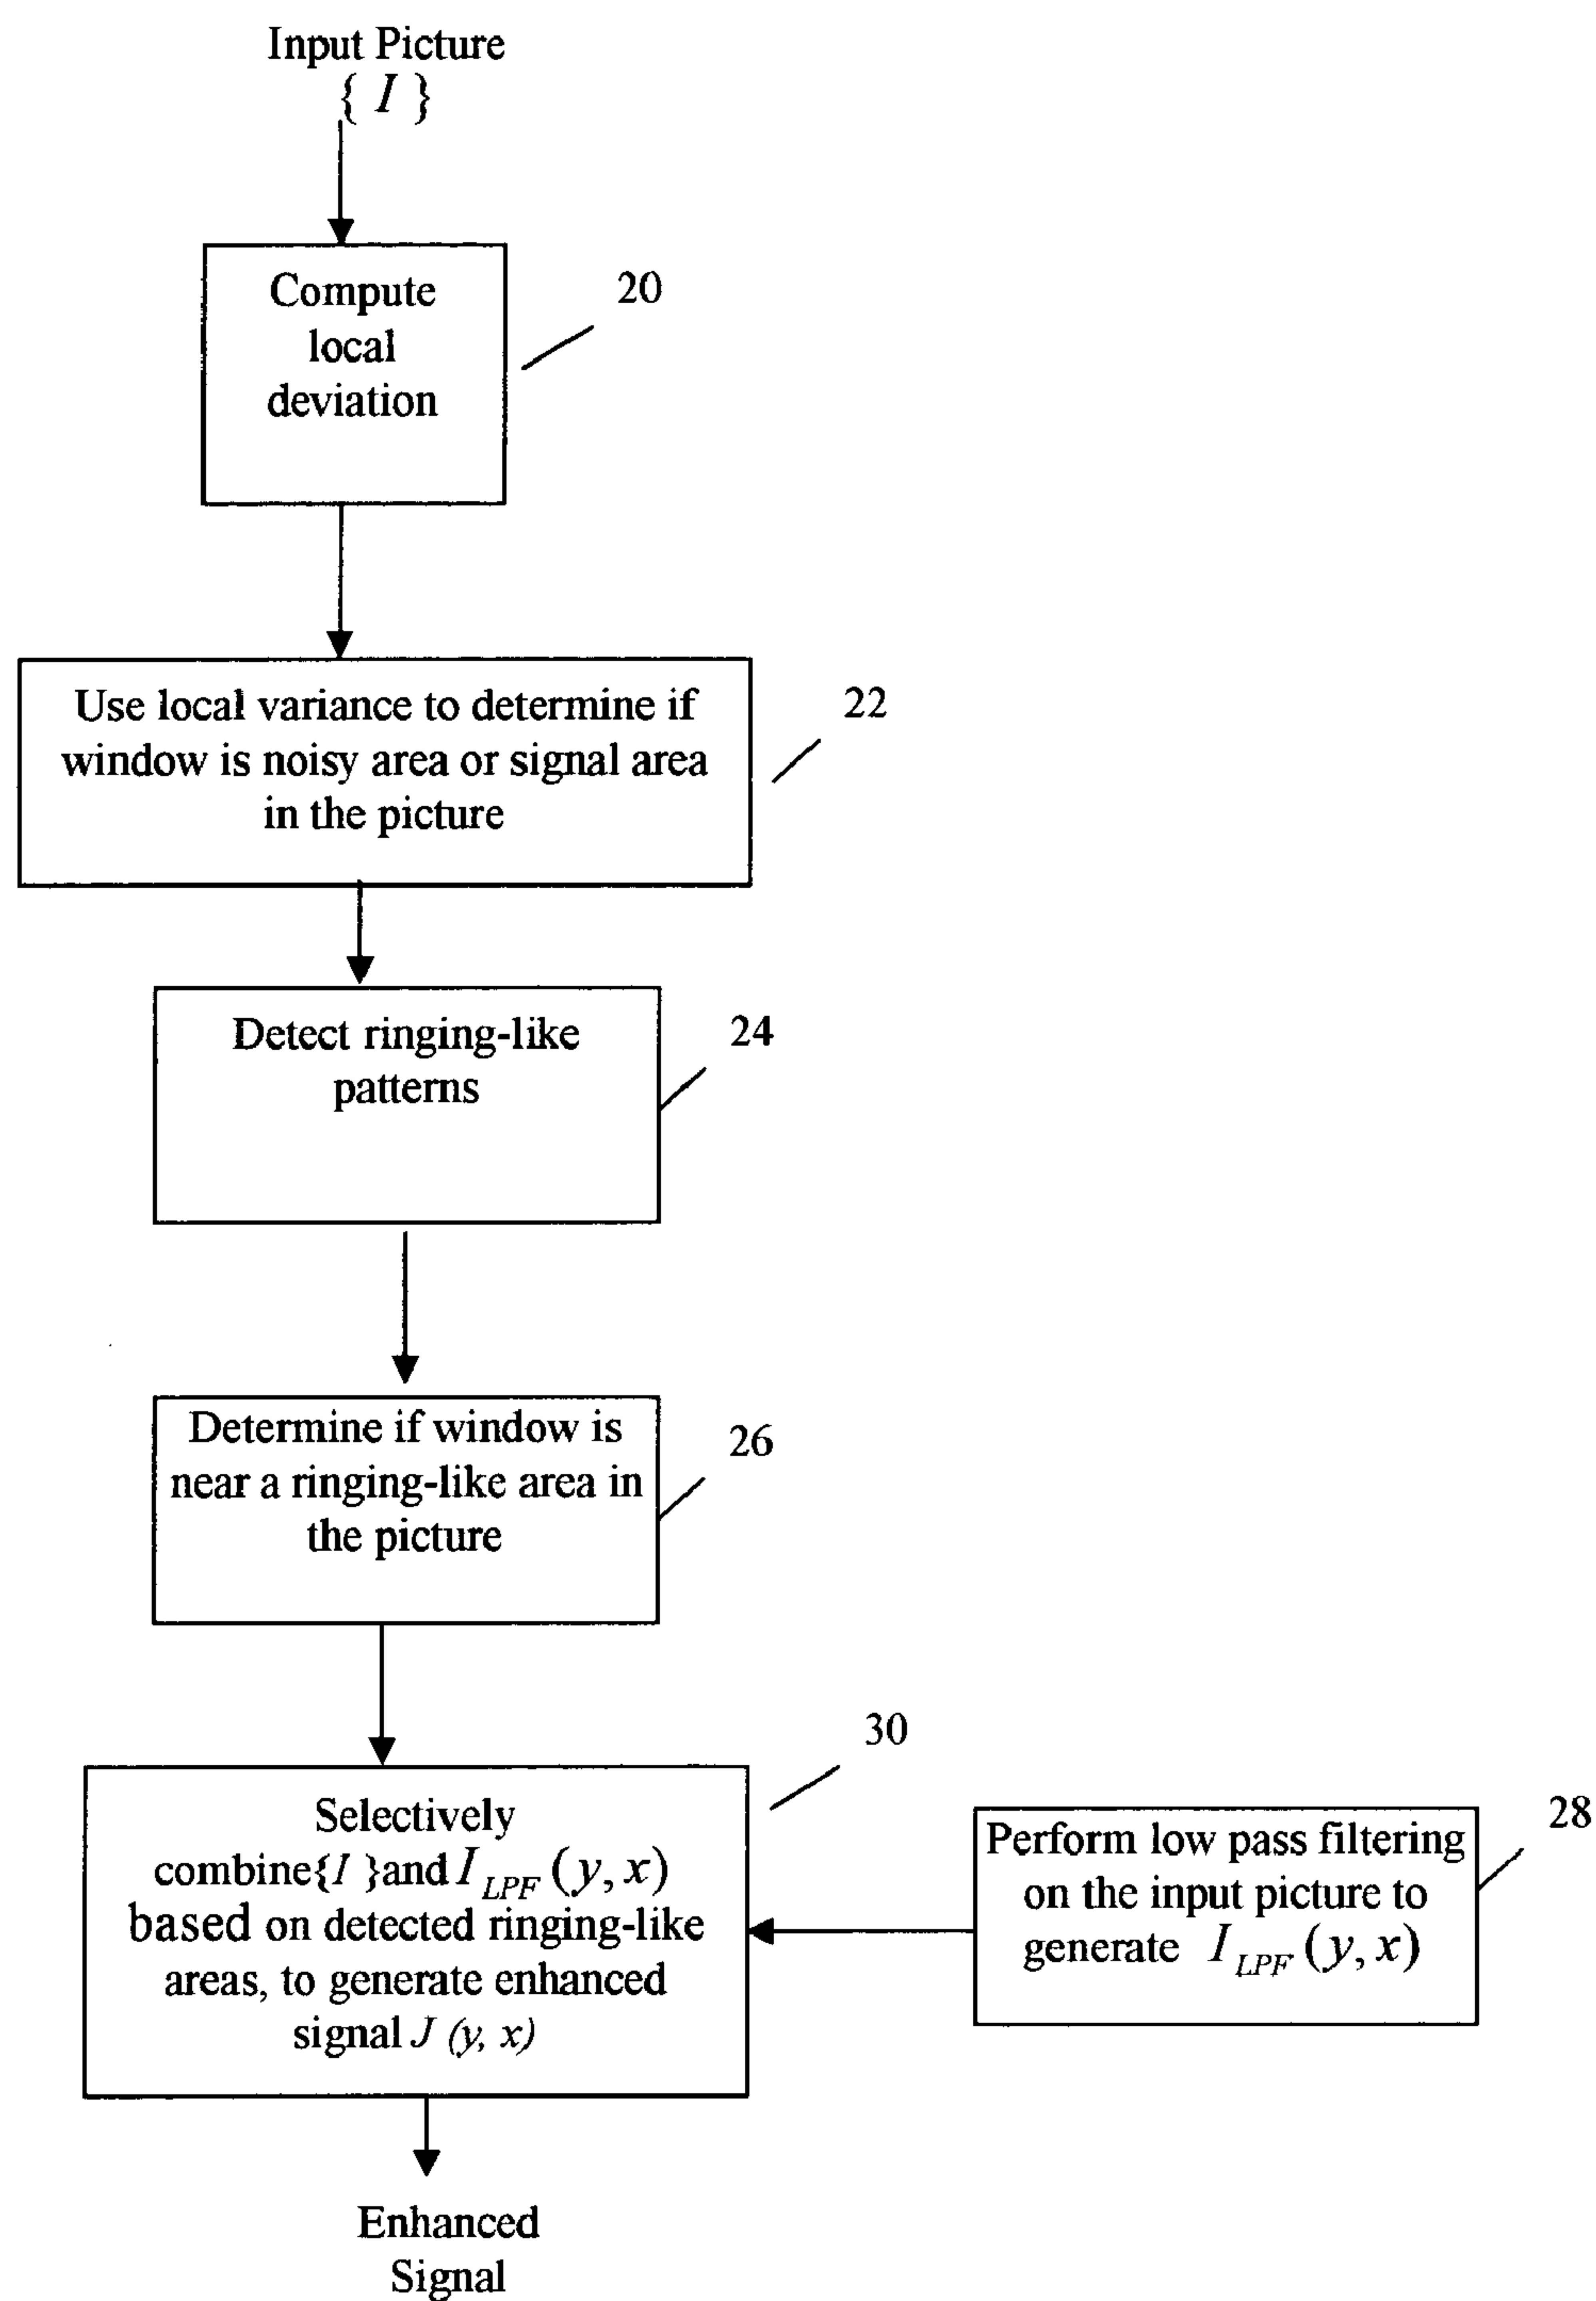 Input Picture
{ I }
Compute
local
deviation
20
Use local variance to determine if
window is noisy area or signal area
in the picture
22
Detect ringing-like
patterns
24
Determine if window is
near a ringing-like area in
the picture
26
30
Selectively
combine{I }and I LPF (y, x)
based on detected ringing-like
areas, to generate enhanced
signal J (y, x)
28
Perform low pass filtering
on the input picture to
generate I LPF (y, x)
Enhanced
Signal